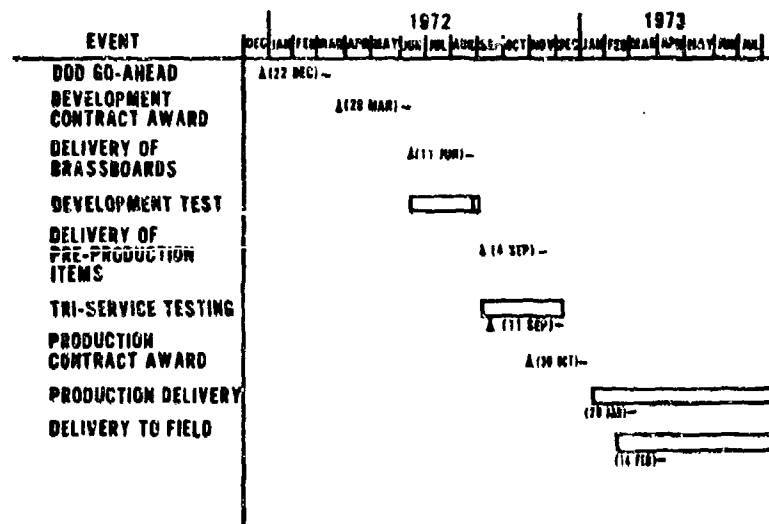 1972 1973
EVENT DEC JAN FEB MAR APR MAY JUN JUL AUG SEP OCT NOV DEC JAN FEB MAR APR MAY JUN JUL
DOD GO-AHEAD (22 DEC)
DEVELOPMENT
CONTRACT AWARD (28 MAR)
DELIVERY OF
BRASSBOARDS (11 JUN)
DEVELOPMENT TEST
DELIVERY OF
PRE-PRODUCTION (4 SEP)
ITEMS
TRI-SERVICE TESTING
(11 SEP)
PRODUCTION
CONTRACT AWARD (30 OCT)
PRODUCTION DELIVERY
JAN)
DELIVERY TO FIELD
(14 FEB)